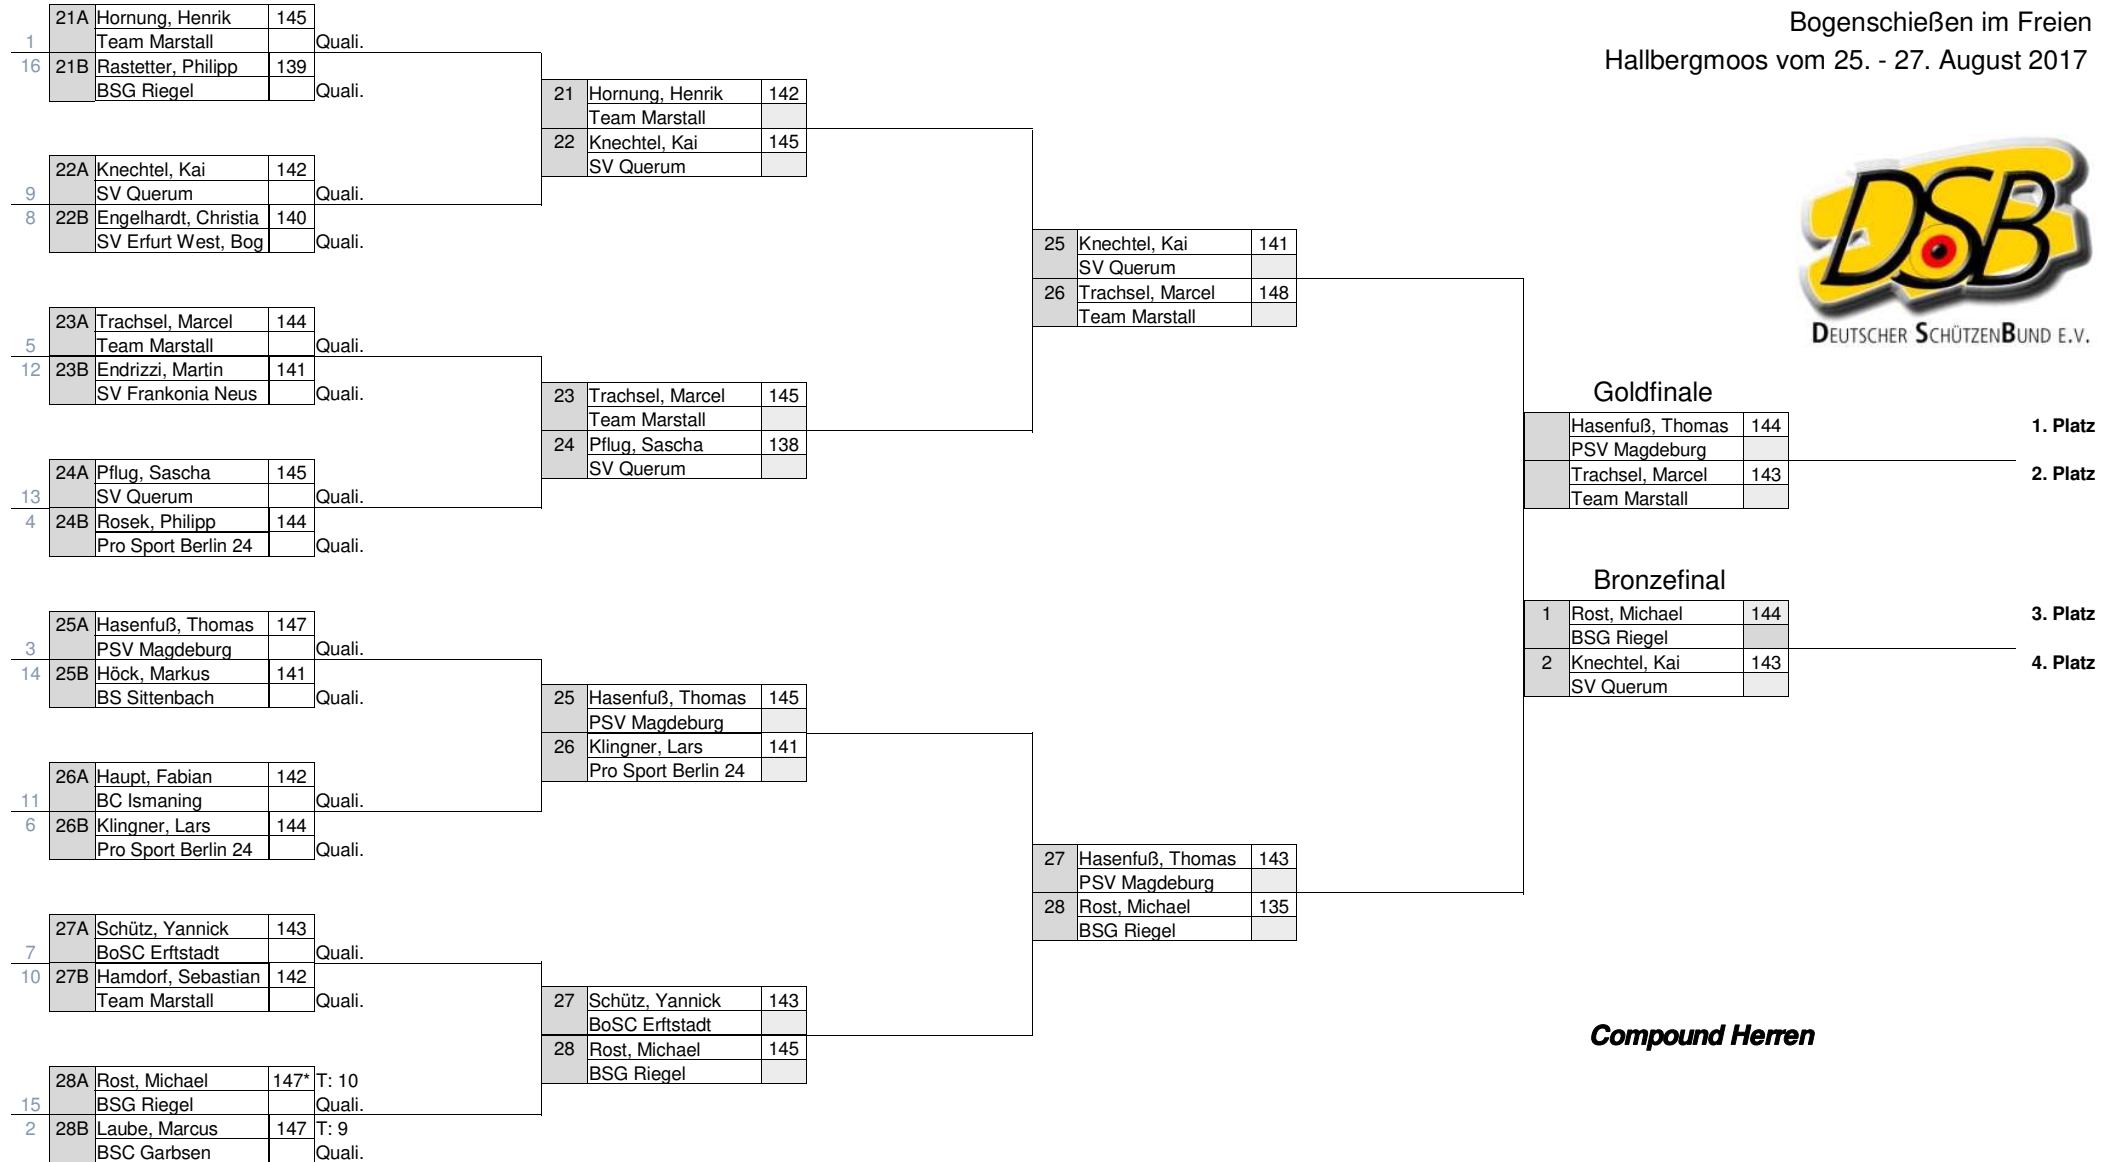 Bogenschießen im Freien
Hallbergmoos vom 25. - 27. August 2017
DSB
DEUTSCHER SCHÜTZENBUND E.V.
21A Hornung, Henrik 145
1 Team Marstall Quali.
16 21B Rastetter, Philipp 139
BSG Riegel Quali.
22A Knechtel, Kai 142
9 SV Querum Quali.
8 22B Engelhardt, Christia 140
SV Erfurt West, Bog Quali.
23A Trachsel, Marcel 144
5 Team Marstall Quali.
12 23B Endrizzi, Martin 141
SV Frankonia Neus Quali.
24A Pflug, Sascha 145
13 SV Querum Quali.
4 24B Rosek, Philipp 144
Pro Sport Berlin 24 Quali.
25A Hasenfuß, Thomas 147
3 PSV Magdeburg Quali.
14 25B Höck, Markus 141
BS Sittenbach Quali.
26A Haupt, Fabian 142
11 BC Ismaning Quali.
6 26B Klingner, Lars 144
Pro Sport Berlin 24 Quali.
27A Schütz, Yannick 143
7 BoSC Erftstadt Quali.
10 27B Hamdorf, Sebastian 142
Team Marstall Quali.
28A Rost, Michael 147* T: 10
15 BSG Riegel Quali.
2 28B Laube, Marcus 147 T: 9
BSC Garbsen Quali.
21 Hornung, Henrik 142
Team Marstall
22 Knechtel, Kai 145
SV Querum
23 Trachsel, Marcel 145
Team Marstall
24 Pflug, Sascha 138
SV Querum
25 Hasenfuß, Thomas 145
PSV Magdeburg
26 Klingner, Lars 141
Pro Sport Berlin 24
27 Schütz, Yannick 143
BoSC Erftstadt
28 Rost, Michael 145
BSG Riegel
25 Knechtel, Kai 141
SV Querum
26 Trachsel, Marcel 148
Team Marstall
27 Hasenfuß, Thomas 143
PSV Magdeburg
28 Rost, Michael 135
BSG Riegel
Goldfinale
Hasenfuß, Thomas 144 1. Platz
PSV Magdeburg
Trachsel, Marcel 143 2. Platz
Team Marstall
Bronzefinal
1 Rost, Michael 144 3. Platz
BSG Riegel
2 Knechtel, Kai 143 4. Platz
SV Querum
Compound Herren